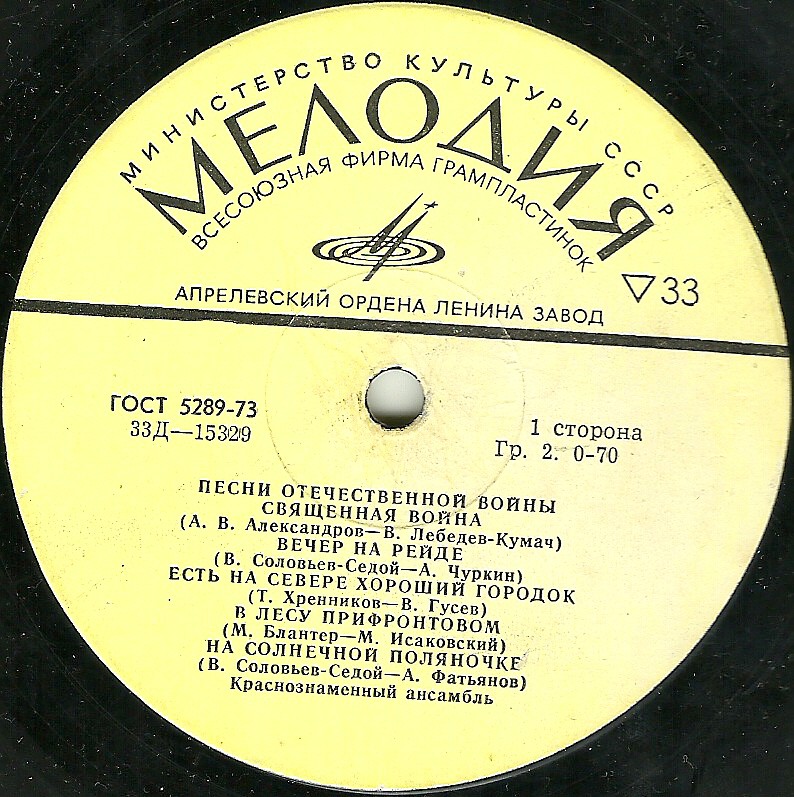 МИНИСТЕРСТВО КУЛЬТУРЫ СССР
МЕЛОДИЯ
ВСЕСОЮЗНАЯ ФИРМА ГРАМПЛАСТИНОК
▽33
АПРЕЛЕВСКИЙ ОРДЕНА ЛЕНИНА ЗАВОД
ГОСТ 5289-73
33Д—15329
1 сторона
Гр. 2. 0-70
ПЕСНИ ОТЕЧЕСТВЕННОЙ ВОЙНЫ
СВЯЩЕННАЯ ВОЙНА
(А. В. Александров—В. Лебедев-Кумач)
ВЕЧЕР НА РЕЙДЕ
(В. Соловьев-Седой—А. Чуркин)
ЕСТЬ НА СЕВЕРЕ ХОРОШИЙ ГОРОДОК
(Т. Хренников—В. Гусев)
В ЛЕСУ ПРИФРОНТОВОМ
(М. Блантер—М. Исаковский)
НА СОЛНЕЧНОЙ ПОЛЯНОЧКЕ
(В. Соловьев-Седой—А. Фатьянов)
Краснознаменный ансамбль